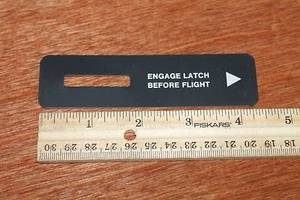 ENGAGE LATCH
BEFORE FLIGHT
1 2 3 FISKARS 4 5
30 29 28 27 26 25 24 23 22 21 20 19 18 17